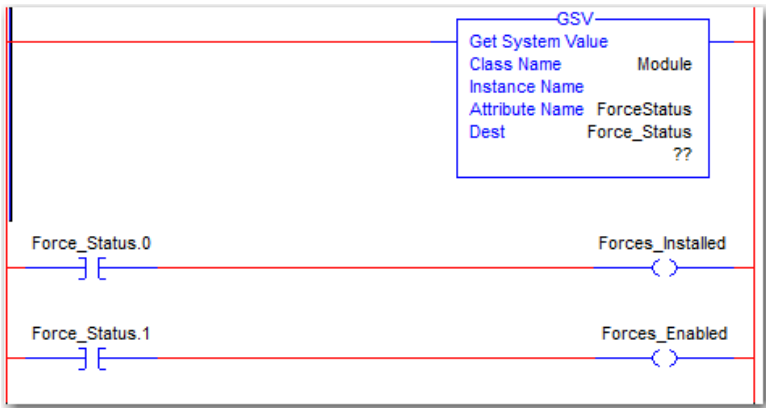 GSV
Get System Value
Class Name Module
Instance Name
Attribute Name ForceStatus
Dest Force_Status
??
Force_Status.0 Forces_Installed
Force_Status.1 Forces_Enabled